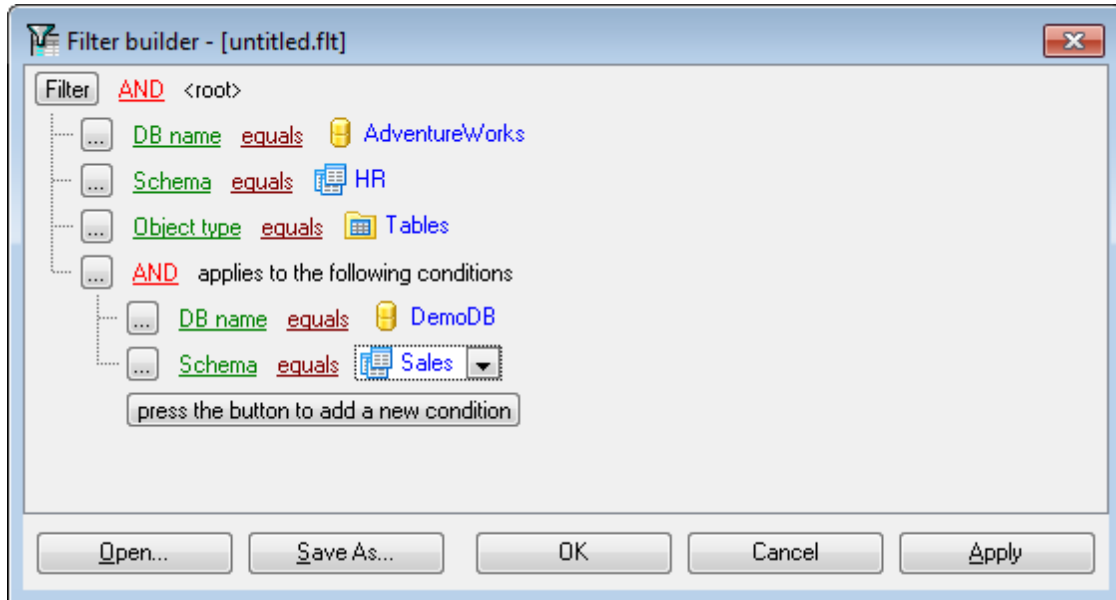 Filter builder - [untitled.flt]
Filter AND <root>
... DB name equals AdventureWorks
... Schema equals HR
... Object type equals Tables
... AND applies to the following conditions
... DB name equals DemoDB
... Schema equals Sales
press the button to add a new condition
Open... Save As... OK Cancel Apply